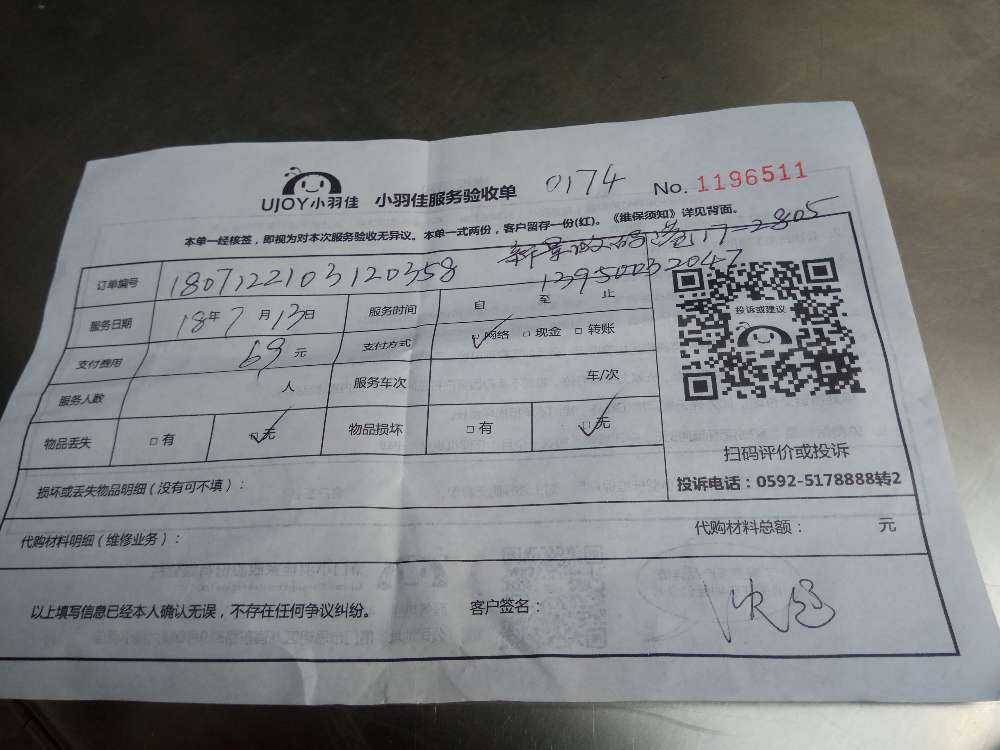 UJOY小羽佳 小羽佳服务验收单 0174 No. 1196511
本单一经核签，即视为对本次服务验收无异议。本单一式两份，客户留存一份(红)。《维保须知》详见背面。
新景 码 17-2805
订单编号 1807122103120358 13950032047
服务日期 18年7月13日 服务时间 自 至 止
支付费用 69元 支付方式 ☑网络 □现金 □转账
服务人数 人 服务车次 车/次
物品丢失 □有 ☑无 物品损坏 □有 ☑无
投诉或建议
扫码评价或投诉
投诉电话：0592-5178888转2
损坏或丢失物品明细（没有可不填）：
代购材料明细（维修业务）： 代购材料总额： 元
以上填写信息已经本人确认无误，不存在任何争议纠纷。 客户签名：